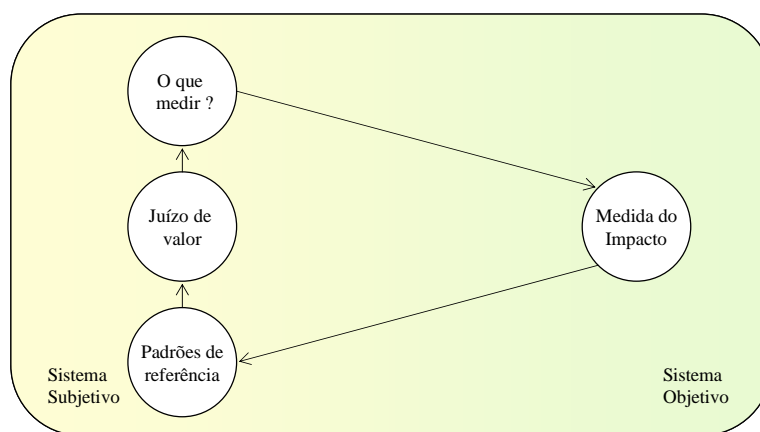 O que
medir ?
Juízo de
valor
Medida do
Impacto
Padrões de
referência
Sistema
Subjetivo
Sistema
Objetivo